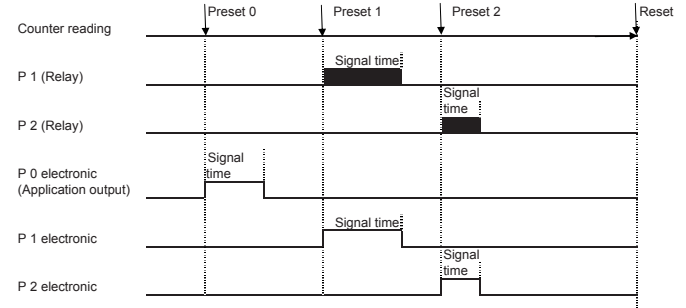 Preset 0
Preset 1
Preset 2
Reset
Counter reading
Signal time
P 1 (Relay)
Signal
time
P 2 (Relay)
Signal
time
P 0 electronic
(Application output)
Signal time
P 1 electronic
Signal
time
P 2 electronic